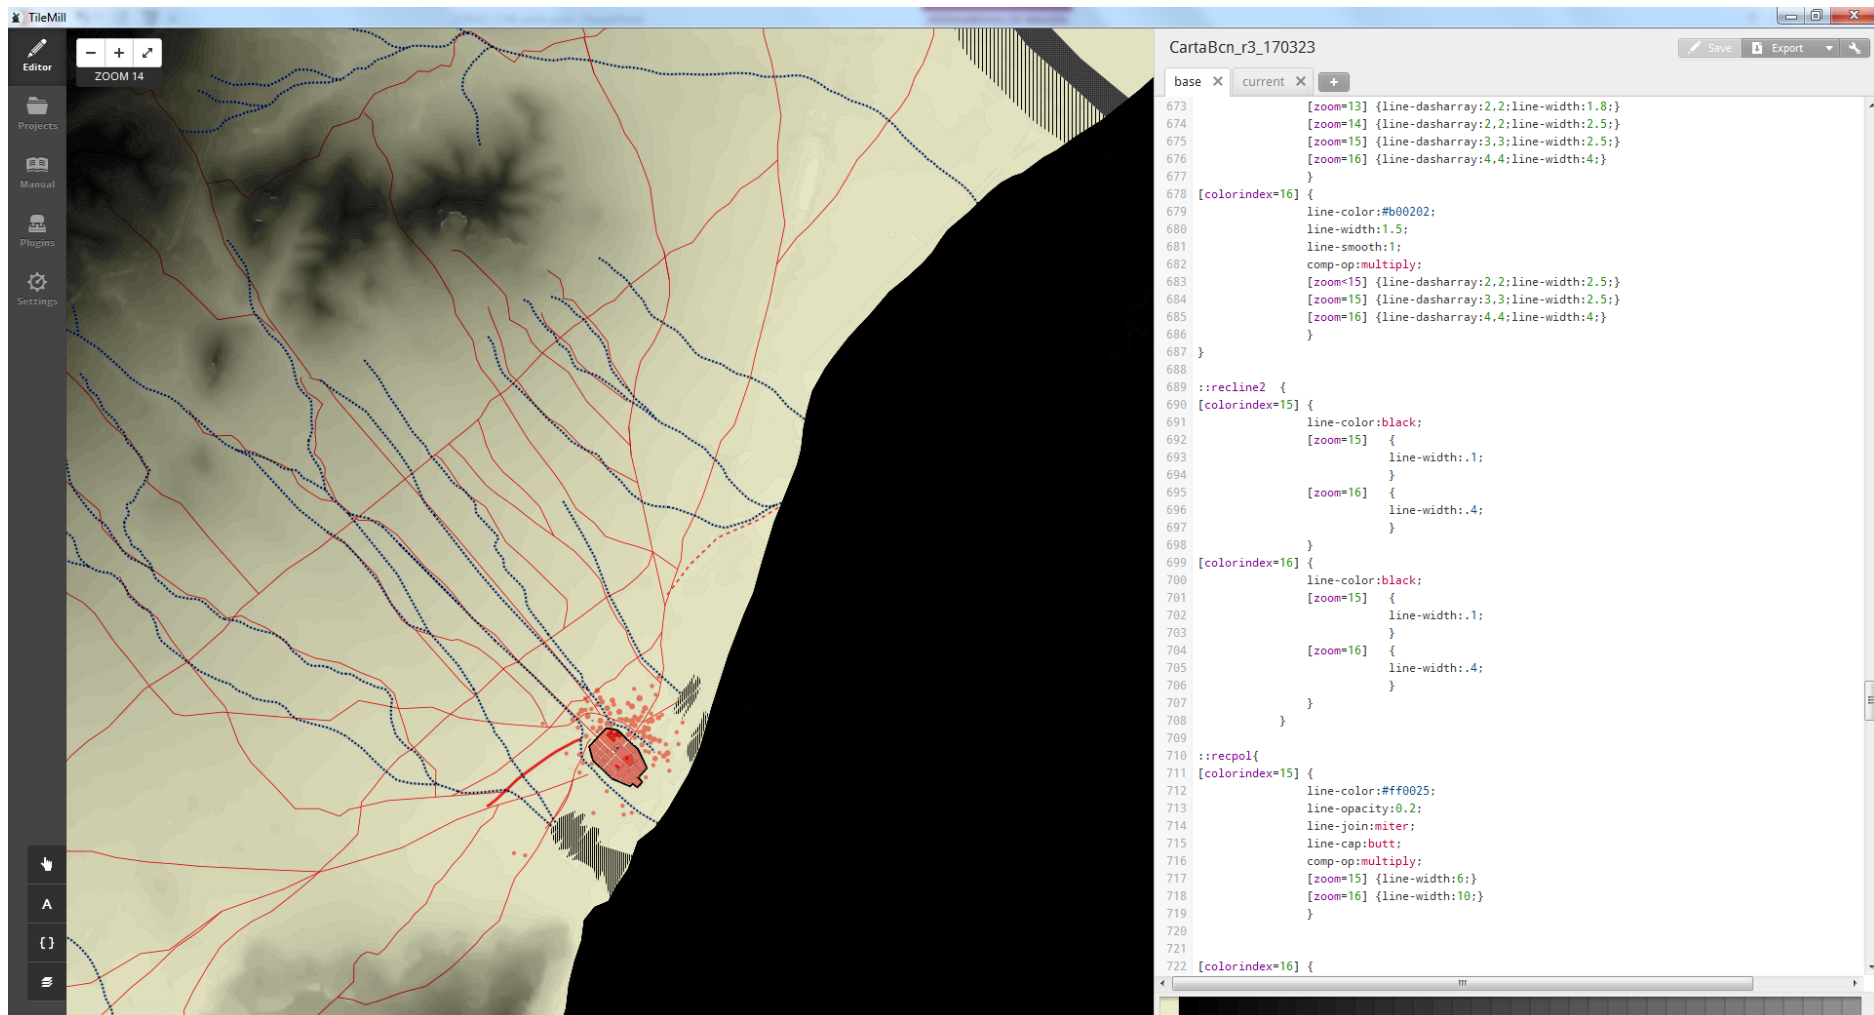 TileMill
Editor
Projects
Manual
Plugins
Settings
ZOOM 14
A
{ }
CartaBcn_r3_170323
Save
Export
base
current
673 [zoom=13] {line-dasharray:2,2;line-width:1.8;}
674 [zoom=14] {line-dasharray:2,2;line-width:2.5;}
675 [zoom=15] {line-dasharray:3,3;line-width:2.5;}
676 [zoom=16] {line-dasharray:4,4;line-width:4;}
677 }
678 [colorindex=16] {
679 line-color:#b00202;
680 line-width:1.5;
681 line-smooth:1;
682 comp-op:multiply;
683 [zoom<15] {line-dasharray:2,2;line-width:2.5;}
684 [zoom=15] {line-dasharray:3,3;line-width:2.5;}
685 [zoom=16] {line-dasharray:4,4;line-width:4;}
686 }
687 }
688
689 ::recline2 {
690 [colorindex=15] {
691 line-color:black;
692 [zoom=15] {
693 line-width:.1;
694 }
695 [zoom=16] {
696 line-width:.4;
697 }
698 }
699 [colorindex=16] {
700 line-color:black;
701 [zoom=15] {
702 line-width:.1;
703 }
704 [zoom=16] {
705 line-width:.4;
706 }
707 }
708 }
709
710 ::recpol{
711 [colorindex=15] {
712 line-color:#ff0025;
713 line-opacity:0.2;
714 line-join:miter;
715 line-cap:butt;
716 comp-op:multiply;
717 [zoom=15] {line-width:6;}
718 [zoom=16] {line-width:10;}
719 }
720
721
722 [colorindex=16] {